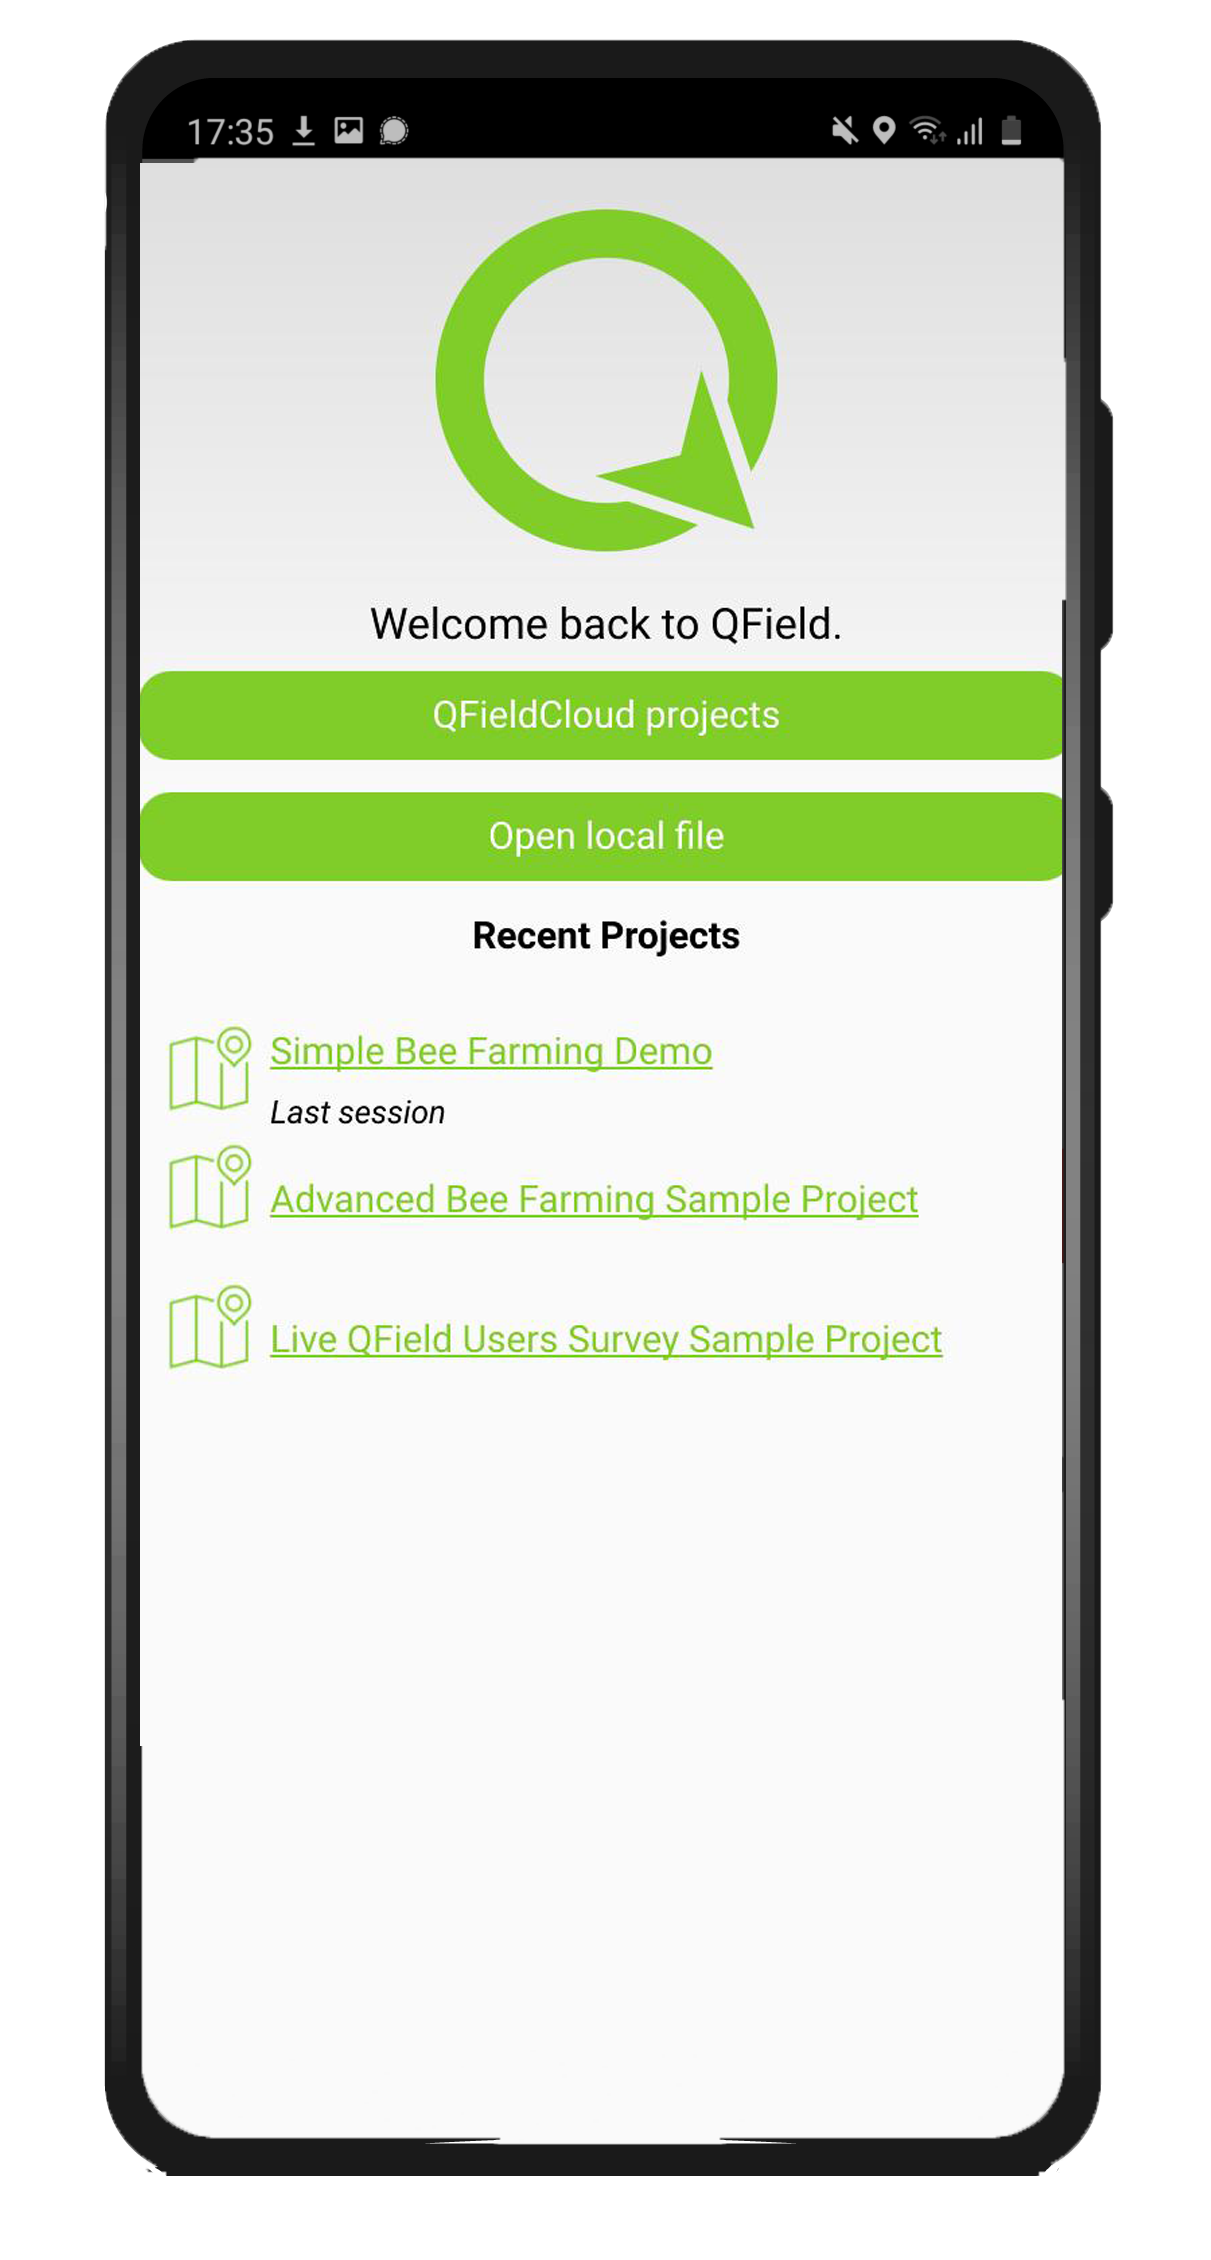 17:35
Welcome back to QField.
QFieldCloud projects
Open local file
Recent Projects
Simple Bee Farming Demo
Last session
Advanced Bee Farming Sample Project
Live QField Users Survey Sample Project